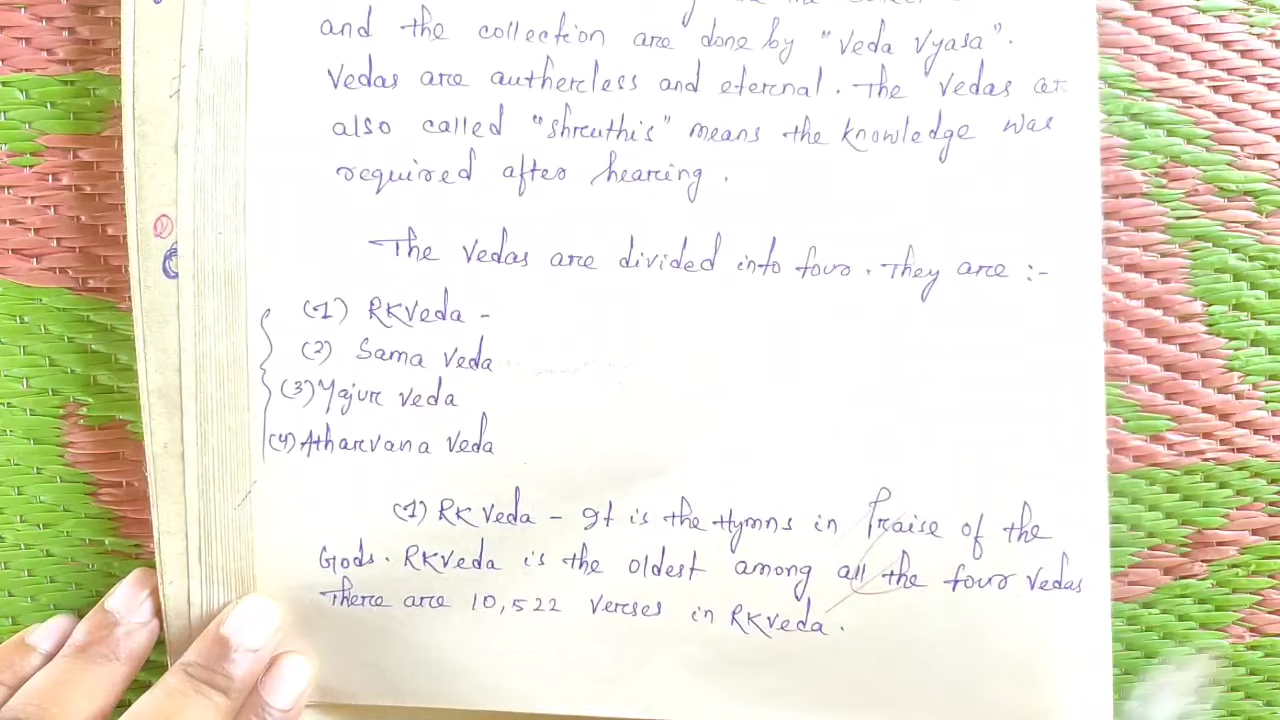 and the collection are done by "Veda Vyasa".
Vedas are autherless and eternal. The Vedas
also called "shruthis" means the knowledge was
required after hearing.
The Vedas are divided into four. They are :-
(1) RKVeda -
(2) Sama Veda
(3) Yajur Veda
(4) Atharvana Veda
(1) RK Veda - It is the Hymns in Praise of the
Gods. RKVeda is the oldest among all the four Vedas
There are 10,522 Verses in RKVeda.